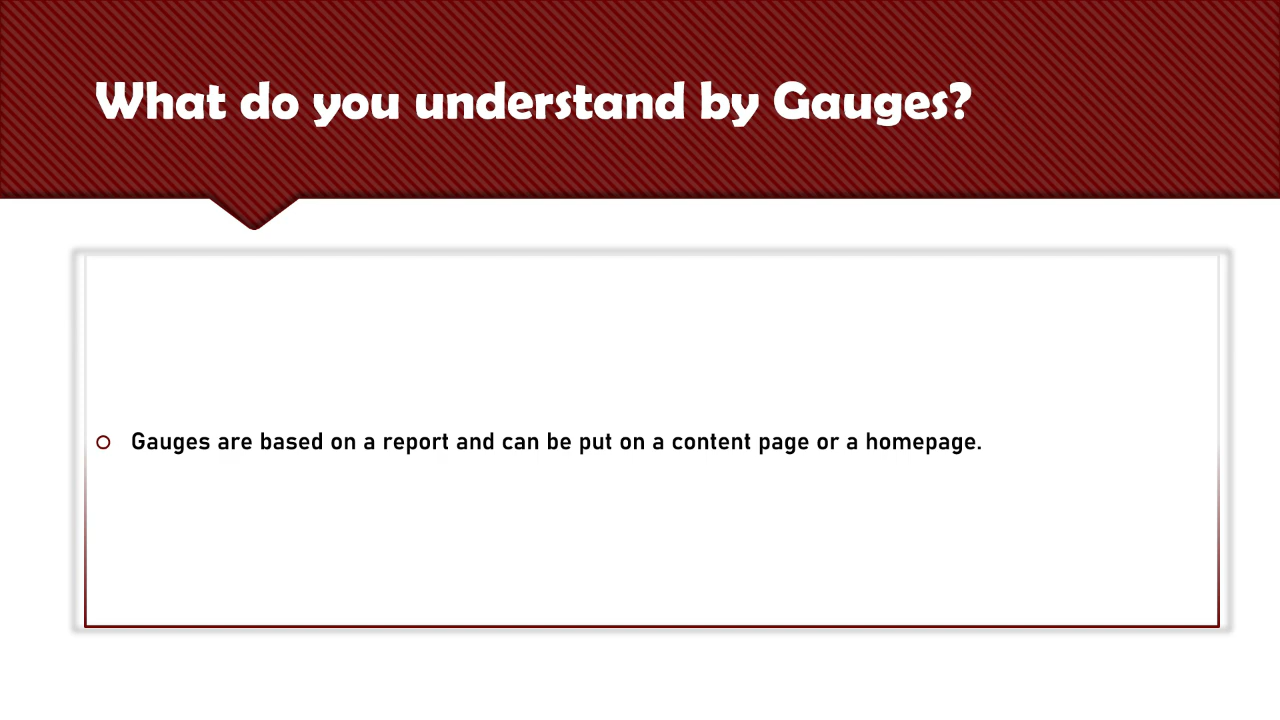 What do you understand by Gauges?
Gauges are based on a report and can be put on a content page or a homepage.